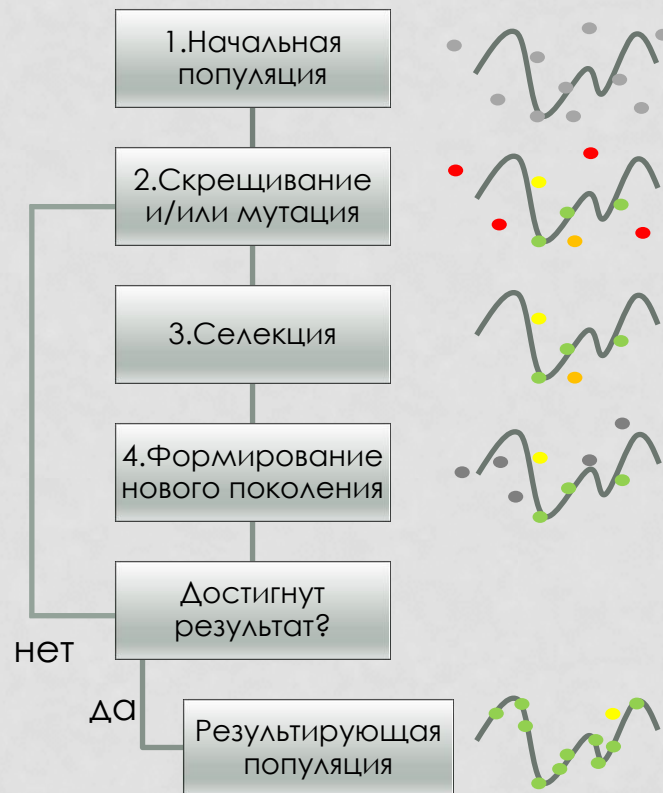 1.Начальная
популяция
2.Скрещивание
и/или мутация
3.Селекция
4.Формирование
нового поколения
Достигнут
результат?
нет
да
Результирующая
популяция